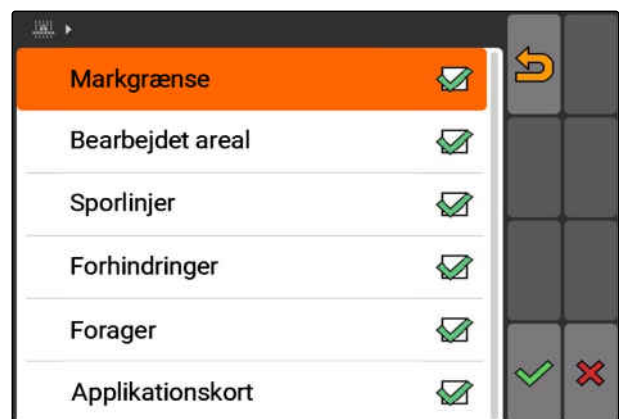 Markgrænse
Bearbejdet areal
Sporlinjer
Forhindringer
Forager
Applikationskort